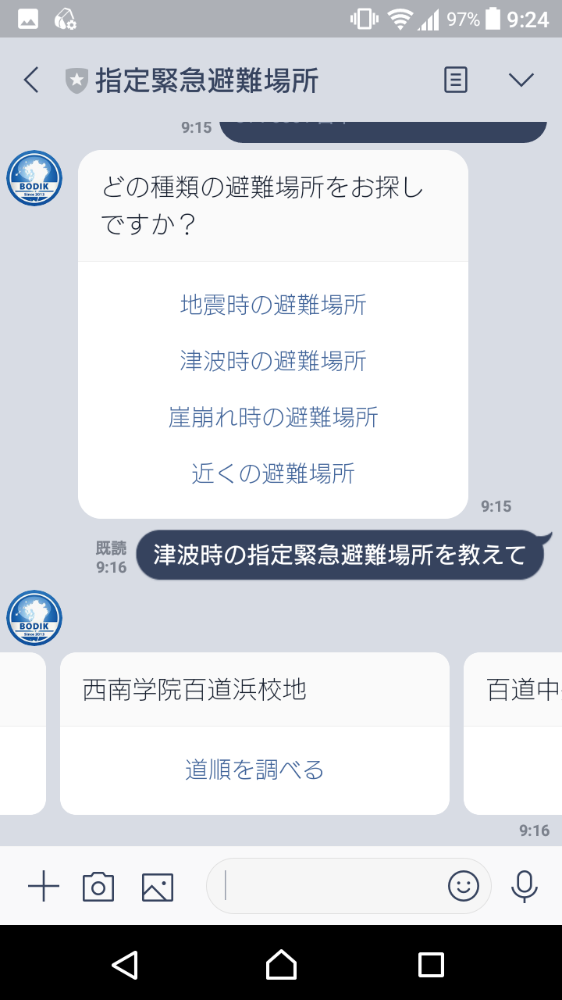 97% 9:24
指定緊急避難場所
9:15
BODIK
Since 2013
どの種類の避難場所をお探し
ですか？
地震時の避難場所
津波時の避難場所
崖崩れ時の避難場所
近くの避難場所
9:15
既読
9:16
津波時の指定緊急避難場所を教えて
BODIK
Since 2013
西南学院百道浜校地
百道中
道順を調べる
9:16